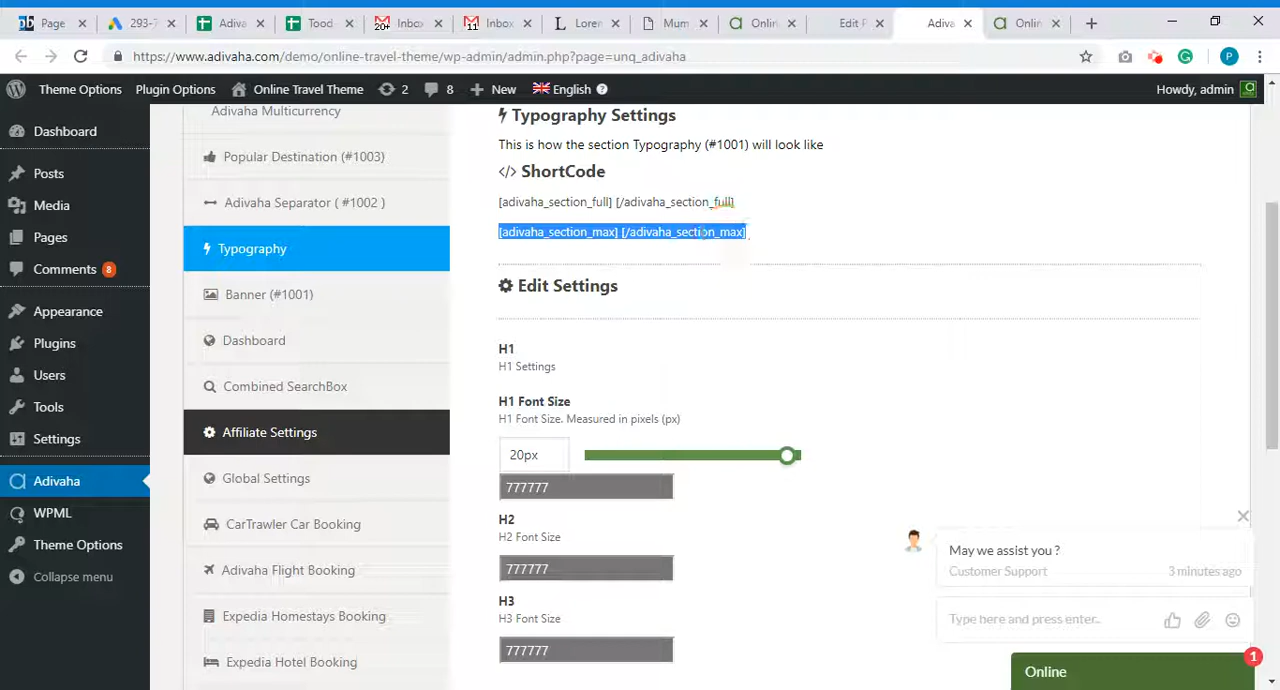 Page
293-7
Adiva
Tood
Inbox
20+
Inbox
11
Loren
Mum
Onlin
Edit P
Adiva
Onlin
https://www.adivaha.com/demo/online-travel-theme/wp-admin/admin.php?page=unq_adivaha
P
Theme Options
Plugin Options
Online Travel Theme
2
8
New
English
Howdy, admin
Dashboard
Posts
Media
Pages
Comments 8
Appearance
Plugins
Users
Tools
Settings
Adivaha
WPML
Theme Options
Collapse menu
Adivaha Multicurrency
Popular Destination (#1003)
Adivaha Separator ( #1002 )
Typography
Banner (#1001)
Dashboard
Combined SearchBox
Affiliate Settings
Global Settings
CarTrawler Car Booking
Adivaha Flight Booking
Expedia Homestays Booking
Expedia Hotel Booking
Typography Settings
This is how the section Typography (#1001) will look like
</> ShortCode
[adivaha_section_full] [/adivaha_section_full]
[adivaha_section_max] [/adivaha_section_max]
Edit Settings
H1
H1 Settings
H1 Font Size
H1 Font Size. Measured in pixels (px)
20px
777777
H2
H2 Font Size
777777
H3
H3 Font Size
777777
May we assist you ?
Customer Support
3 minutes ago
Type here and press enter..
Online
1